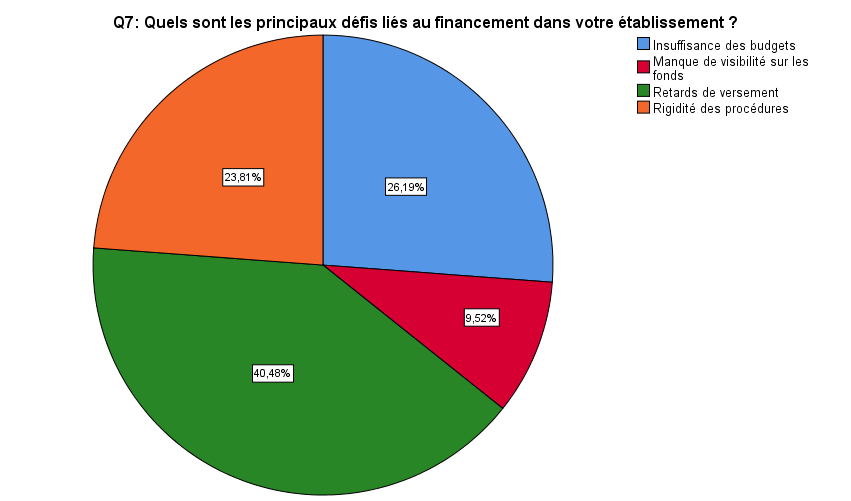 Q7: Quels sont les principaux défis liés au financement dans votre établissement ?
Insuffisance des budgets
Manque de visibilité sur les
fonds
Retards de versement
Rigidité des procédures
23,81%
26,19%
9,52%
40,48%